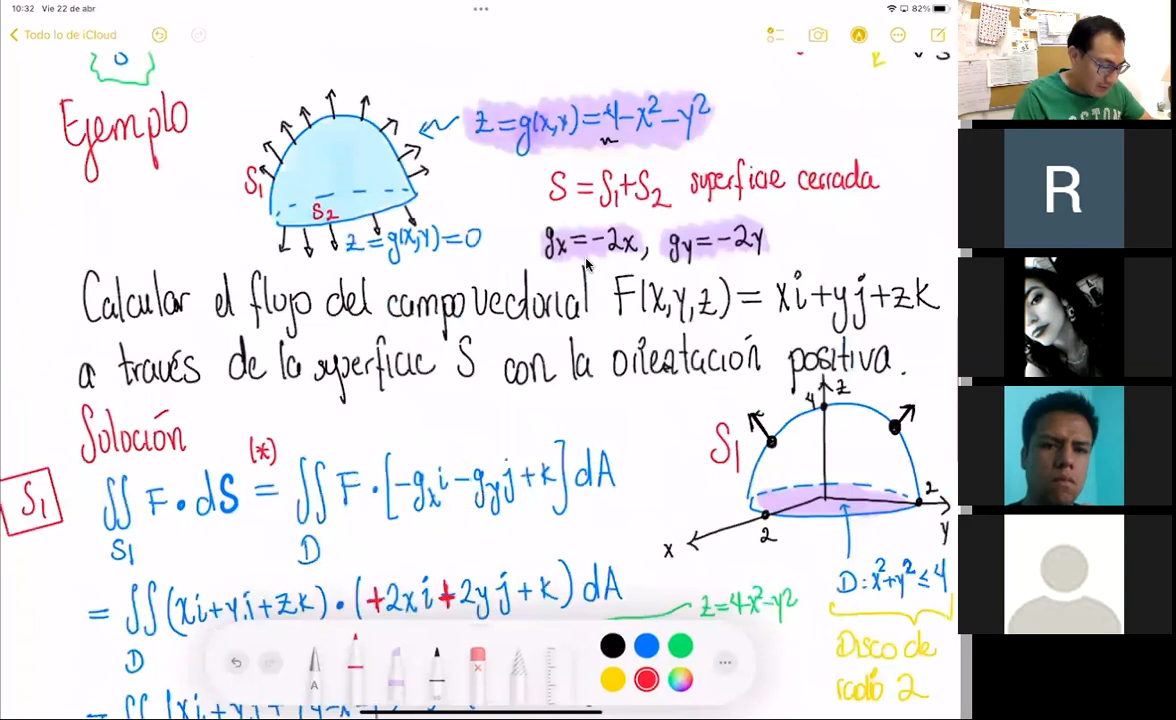 10:32 Vie 22 de abr
82%
Todo lo de iCloud
0
Ejemplo
z=g(x,y)=4-x²-y²
S₁
S=S₁+S₂ superficie cerrada
S₂
z=g(x,y)=0
gx=-2x, gy=-2y
Calcular el flujo del campo vectorial F(x,y,z)=xi+yj+zk
a través de la superficie S con la orientación positiva.
Solución
S₁
(*)
∬ F·dS = ∬ F·[-gxi-gyj+k]dA
S₁ D
= ∬(xi+yj+zk)·(+2xi+2yj+k)dA
D
z=4-x²-y²
S₁
4
z
2
y
2
x
D: x²+y²≤4
Disco de
radio 2
A
R
BOSTON